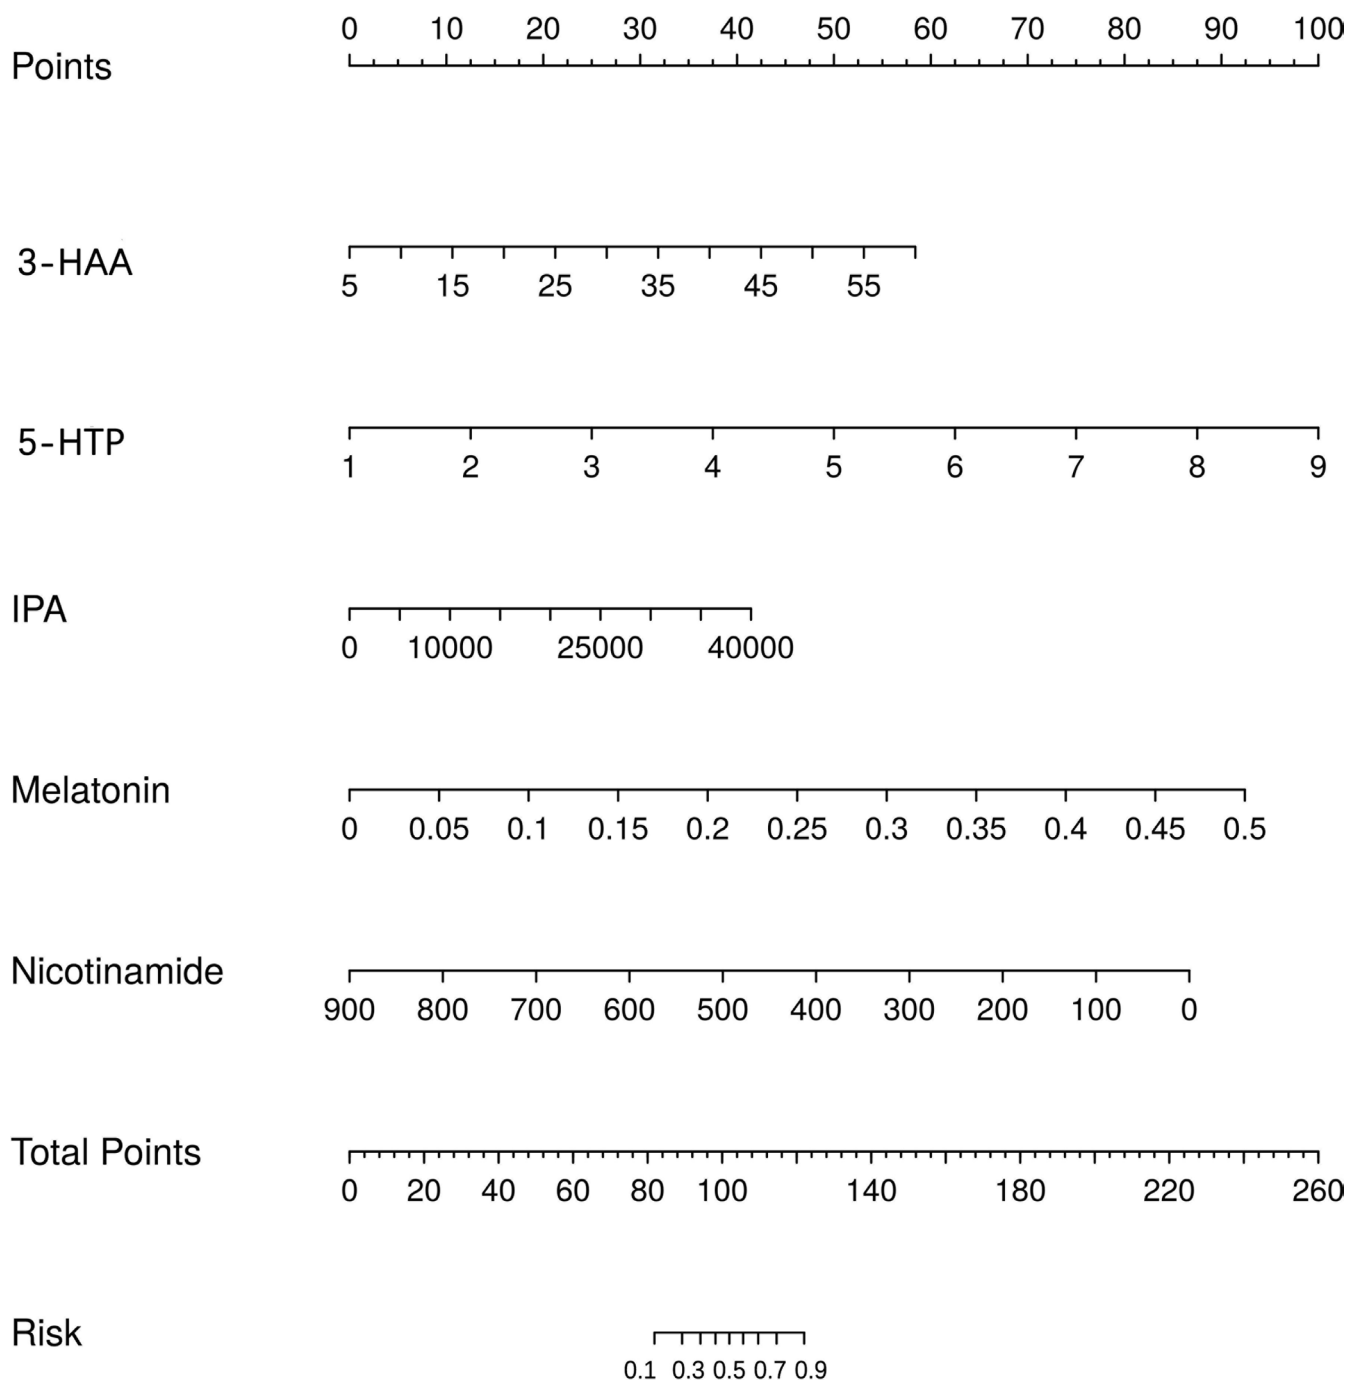 0 10 20 30 40 50 60 70 80 90 100
Points
3-HAA
5 15 25 35 45 55
5-HTP
1 2 3 4 5 6 7 8 9
IPA
0 10000 25000 40000
Melatonin
0 0.05 0.1 0.15 0.2 0.25 0.3 0.35 0.4 0.45 0.5
Nicotinamide
900 800 700 600 500 400 300 200 100 0
Total Points
0 20 40 60 80 100 140 180 220 260
Risk
0.1 0.3 0.5 0.7 0.9